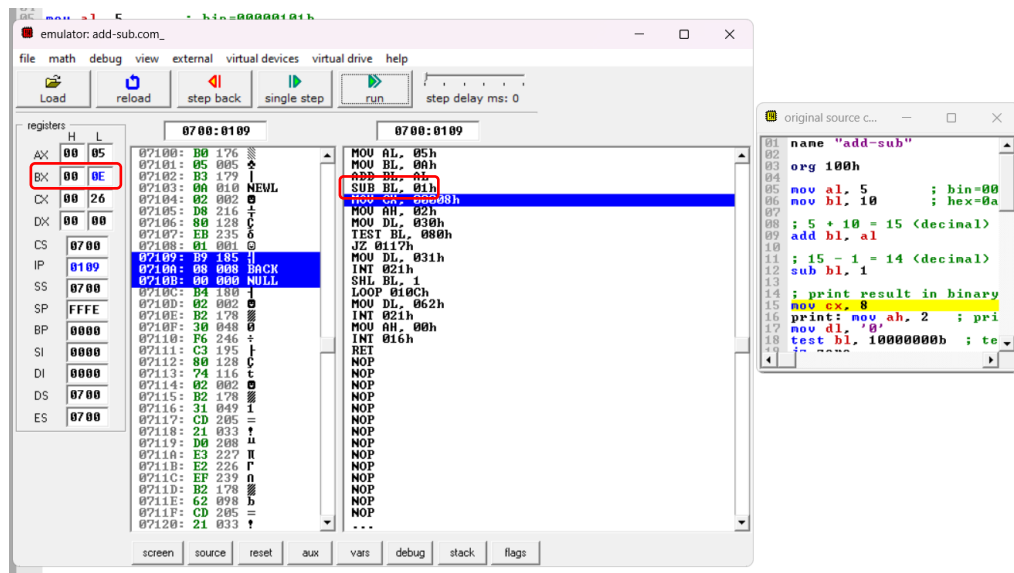 mov al, 5 ; bin=00000101b
emulator: add-sub.com_
file math debug view external virtual devices virtual drive help
Load reload step back single step run step delay ms: 0
registers
H L
AX 00 05
BX 00 0E
CX 00 26
DX 00 00
CS 0700
IP 0109
SS 0700
SP FFFE
BP 0000
SI 0000
DI 0000
DS 0700
ES 0700
0700:0109
07100: B0 176 ▒
07101: 05 005 ♣
07102: B3 179 │
07103: 0A 010 NEWL
07104: 02 002 ☻
07105: D8 216 ╪
07106: 80 128 Ç
07107: EB 235 δ
07108: 01 001 ☺
07109: B9 185 ╣
0710A: 08 008 BACK
0710B: 00 000 NULL
0710C: B4 180 ┤
0710D: 02 002 ☻
0710E: B2 178 ▓
0710F: 30 048 0
07110: F6 246 ÷
07111: C3 195 ├
07112: 80 128 Ç
07113: 74 116 t
07114: 02 002 ☻
07115: B2 178 ▓
07116: 31 049 1
07117: CD 205 =
07118: 21 033 !
07119: D0 208 ╨
0711A: E3 227 π
0711B: E2 226 Γ
0711C: EF 239 ∩
0711D: B2 178 ▓
0711E: 62 098 b
0711F: CD 205 =
07120: 21 033 !
0700:0109
MOV AL, 05h
MOV BL, 0Ah
ADD BL, AL
SUB BL, 01h
MOV CX, 00008h
MOV AH, 02h
MOV DL, 030h
TEST BL, 080h
JZ 0117h
MOV DL, 031h
INT 021h
SHL BL, 1
LOOP 010Ch
MOV DL, 062h
INT 021h
MOV AH, 00h
INT 016h
RET
NOP
NOP
NOP
NOP
NOP
NOP
NOP
NOP
NOP
NOP
NOP
NOP
NOP
NOP
...
screen source reset aux vars debug stack flags
original source c...
01 name "add-sub"
02
03 org 100h
04
05 mov al, 5 ; bin=00
06 mov bl, 10 ; hex=0a
07
08 ; 5 + 10 = 15 (decimal)
09 add bl, al
10
11 ; 15 - 1 = 14 (decimal)
12 sub bl, 1
13
14 ; print result in binary
15 mov cx, 8
16 print: mov ah, 2 ; pri
17 mov dl, '0'
18 test bl, 10000000b ; te
19 jz zero